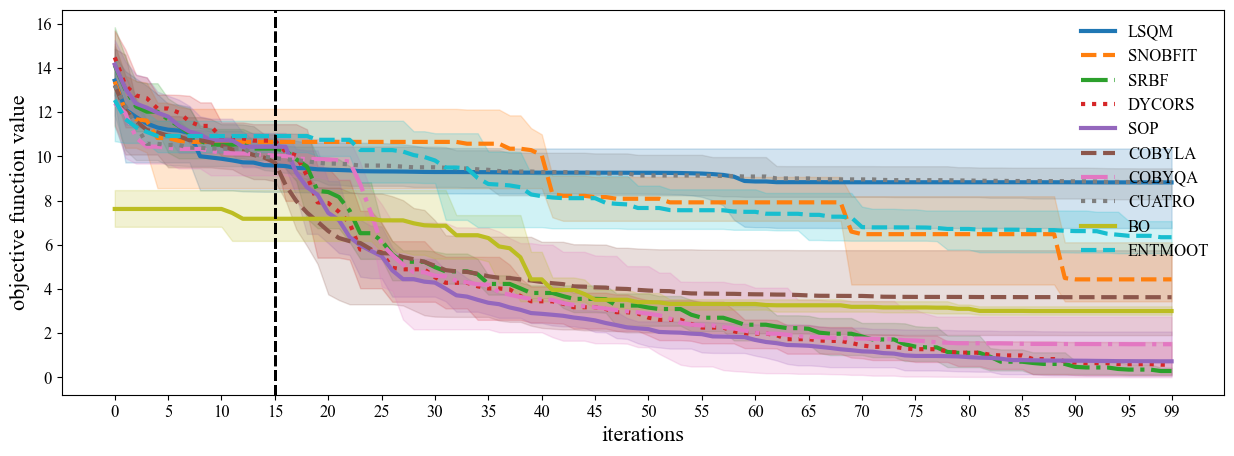 objective function value
16
14
12
10
8
6
4
2
0
LSQM
SNOBFIT
SRBF
DYCORS
SOP
COBYLA
COBYQA
CUATRO
BO
ENTMOOT
0 5 10 15 20 25 30 35 40 45 50 55 60 65 70 75 80 85 90 95 99
iterations